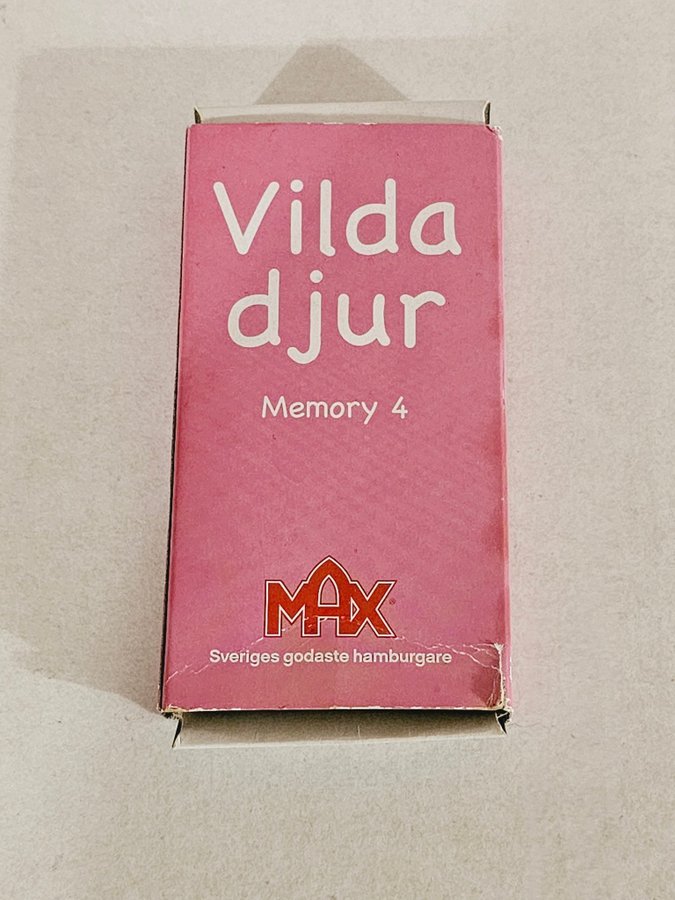 Vilda
djur
Memory 4
MAX®
Sveriges godaste hamburgare